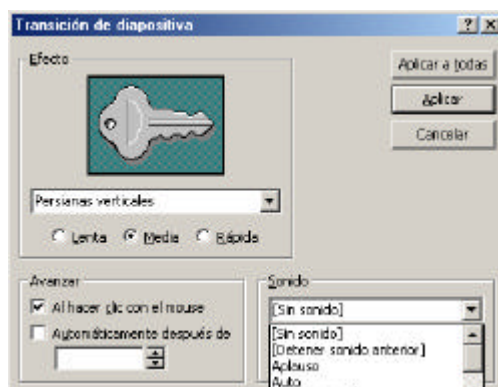 Transición de diapositiva
Efecto
Persianas verticales
Lenta Media Rápida
Aplicar a todas
Aplicar
Cancelar
Avanzar
Al hacer clic con el mouse
Automáticamente después de
Sonido
[Sin sonido]
[Sin sonido]
[Detener sonido anterior]
Aplauso
Auto